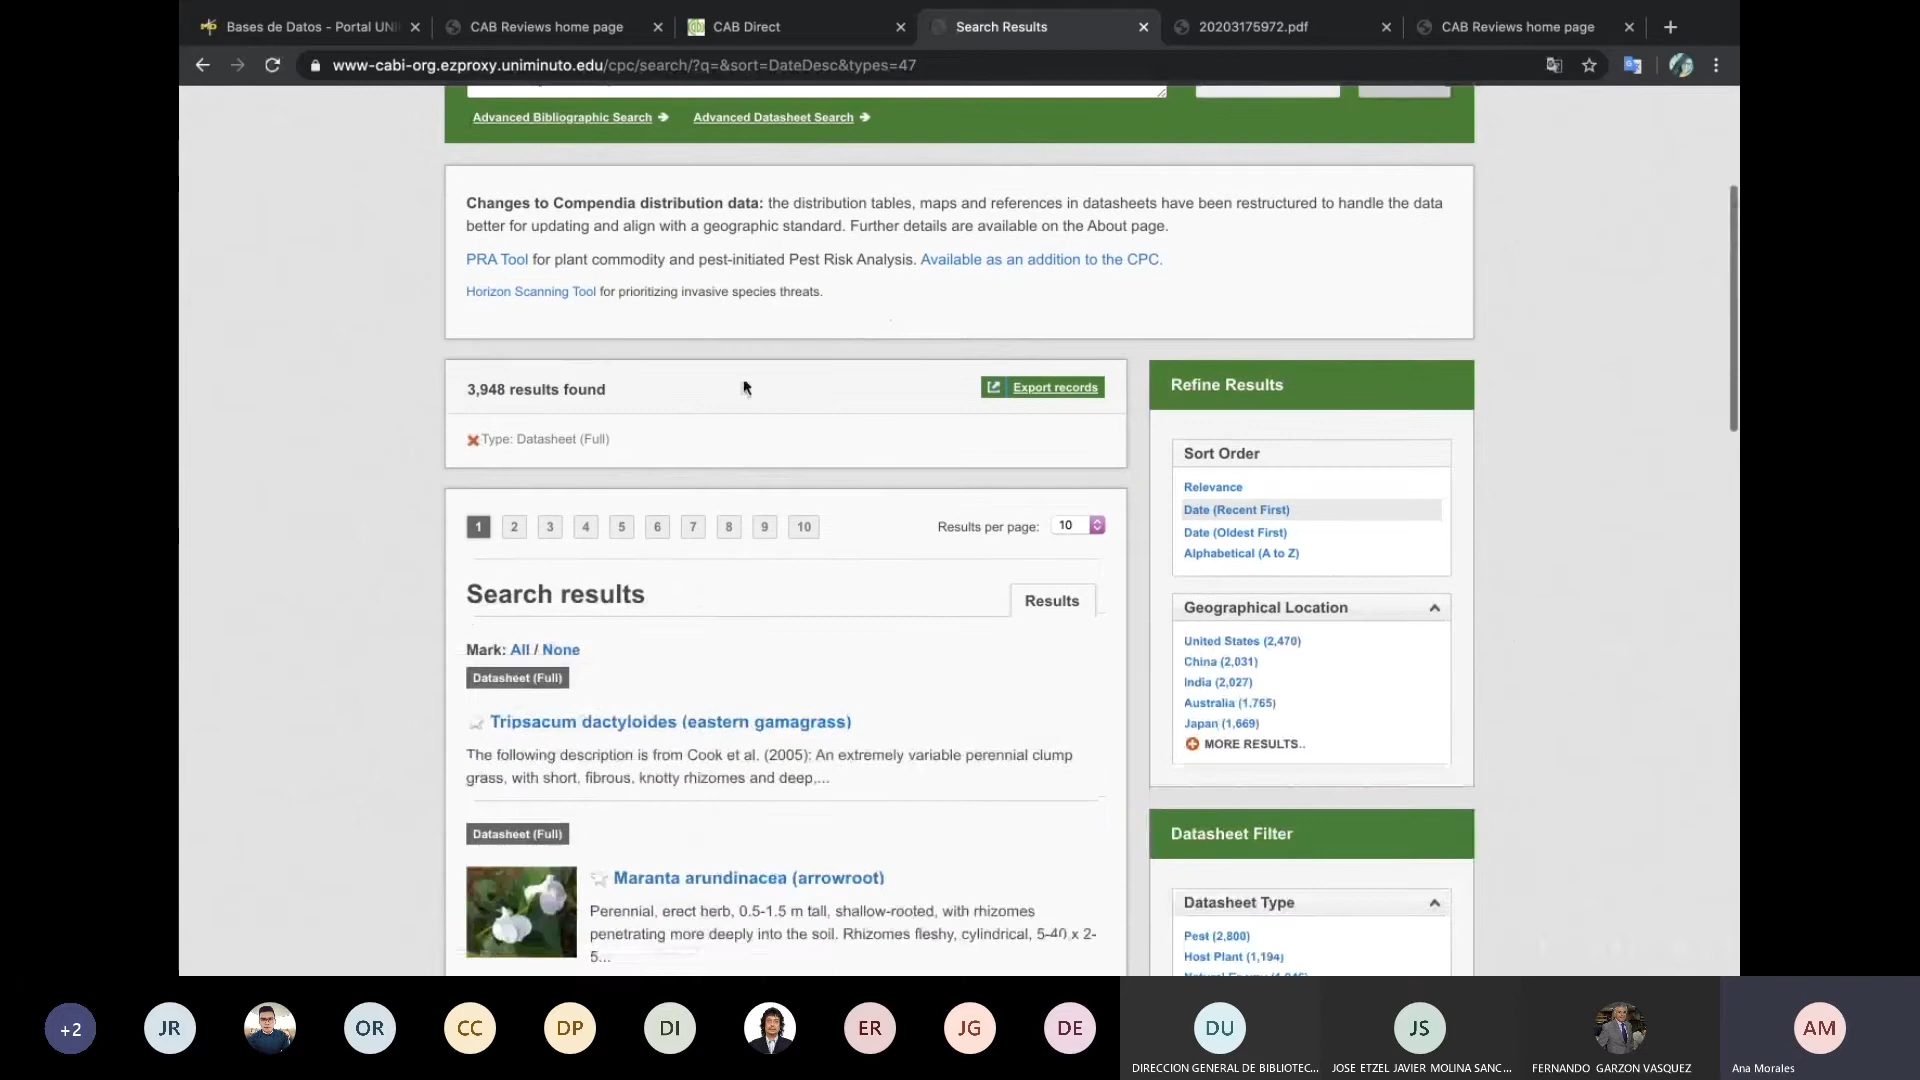 Bases de Datos - Portal UNI
CAB Reviews home page
CAB Direct
Search Results
20203175972.pdf
CAB Reviews home page
www-cabi-org.ezproxy.uniminuto.edu/cpc/search/?q=&sort=DateDesc&types=47
Advanced Bibliographic Search
Advanced Datasheet Search
Changes to Compendia distribution data: the distribution tables, maps and references in datasheets have been restructured to handle the data
better for updating and align with a geographic standard. Further details are available on the About page.
PRA Tool for plant commodity and pest-initiated Pest Risk Analysis. Available as an addition to the CPC.
Horizon Scanning Tool for prioritizing invasive species threats.
3,948 results found
Export records
Type: Datasheet (Full)
1 2 3 4 5 6 7 8 9 10
Results per page: 10
Search results
Results
Mark: All / None
Datasheet (Full)
Tripsacum dactyloides (eastern gamagrass)
The following description is from Cook et al. (2005): An extremely variable perennial clump
grass, with short, fibrous, knotty rhizomes and deep,...
Datasheet (Full)
Maranta arundinacea (arrowroot)
Perennial, erect herb, 0.5-1.5 m tall, shallow-rooted, with rhizomes
penetrating more deeply into the soil. Rhizomes fleshy, cylindrical, 5-40 x 2-
5...
Refine Results
Sort Order
Relevance
Date (Recent First)
Date (Oldest First)
Alphabetical (A to Z)
Geographical Location
United States (2,470)
China (2,031)
India (2,027)
Australia (1,765)
Japan (1,669)
MORE RESULTS..
Datasheet Filter
Datasheet Type
Pest (2,800)
Host Plant (1,194)
+2
JR
OR
CC
DP
DI
ER
JG
DE
DU
JS
AM
DIRECCION GENERAL DE BIBLIOTEC...
JOSE ETZEL JAVIER MOLINA SANC...
FERNANDO GARZON VASQUEZ
Ana Morales